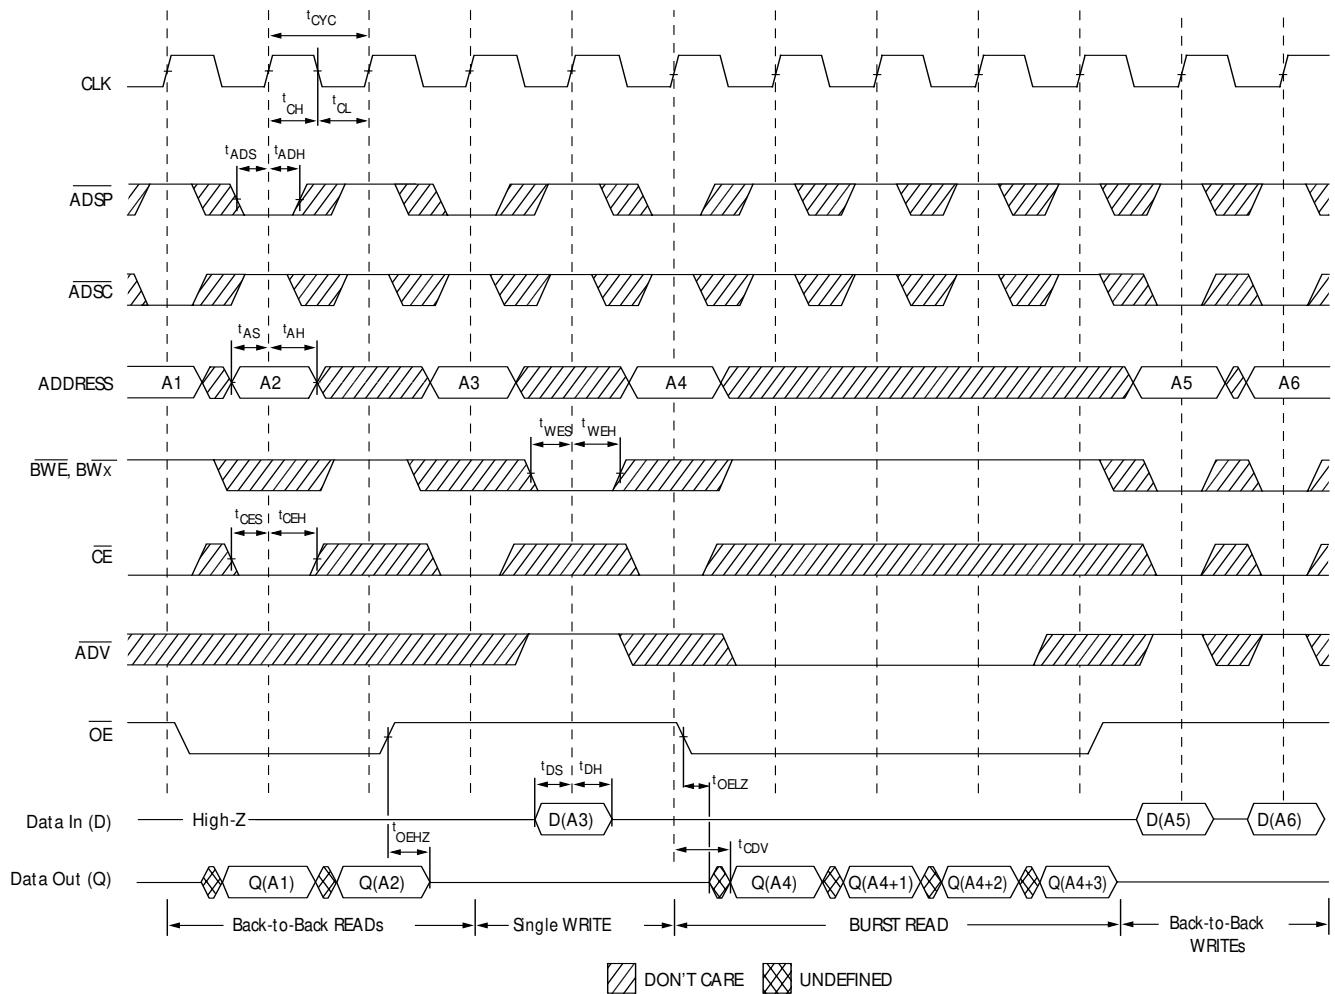 tCYC
CLK
tCH
tCL
tADS
tADH
ADSP
ADSC
tAS
tAH
ADDRESS
A1
A2
A3
A4
A5
A6
tWES
tWEH
BWE, BWx
tCES
tCEH
CE
ADV
OE
tDS
tDH
tOELZ
Data In (D)
High-Z
D(A3)
D(A5)
D(A6)
tOEHZ
tCDV
Data Out (Q)
Q(A1)
Q(A2)
Q(A4)
Q(A4+1)
Q(A4+2)
Q(A4+3)
Back-to-Back READs
Single WRITE
BURST READ
Back-to-Back
WRITEs
DON'T CARE
UNDEFINED